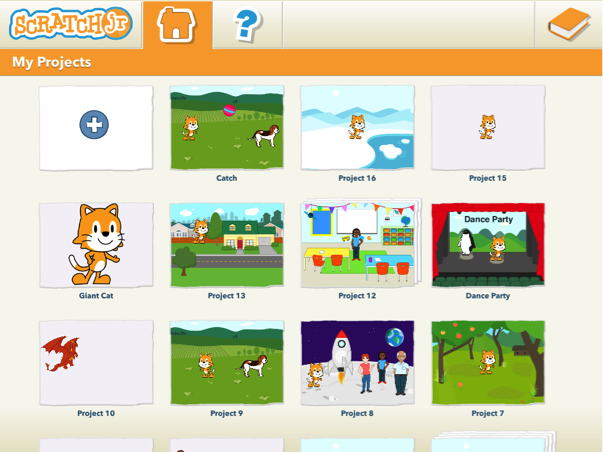 SCRATCHJr
?
My Projects
Catch
Project 16
Project 15
Giant Cat
Project 13
Project 12
Dance Party
Dance Party
Project 10
Project 9
Project 8
Project 7